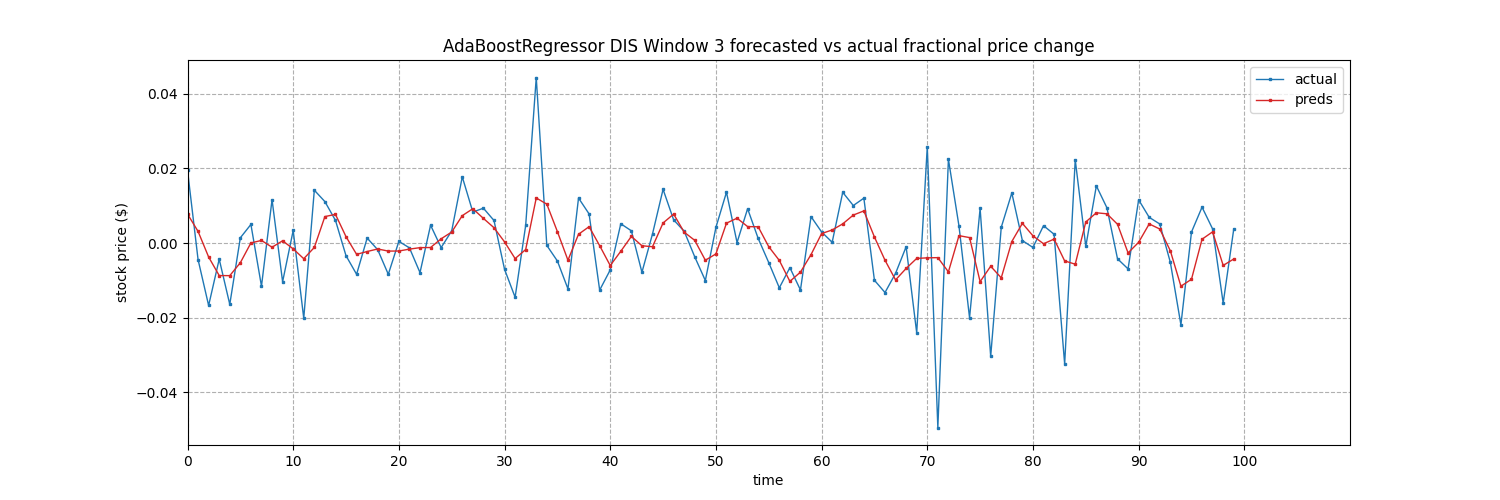 AdaBoostRegressor DIS Window 3 forecasted vs actual fractional price change
actual
preds
stock price ($)
0.04
0.02
0.00
−0.02
−0.04
0 10 20 30 40 50 60 70 80 90 100
time